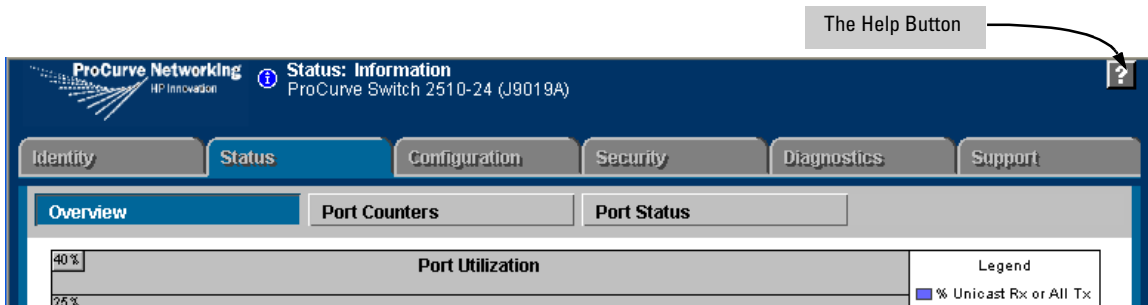 The Help Button
ProCurve Networking
HP Innovation
Status: Information
ProCurve Switch 2510-24 (J9019A)
?
Identity
Status
Configuration
Security
Diagnostics
Support
Overview
Port Counters
Port Status
40%
Port Utilization
Legend
% Unicast Rx or All Tx
25%